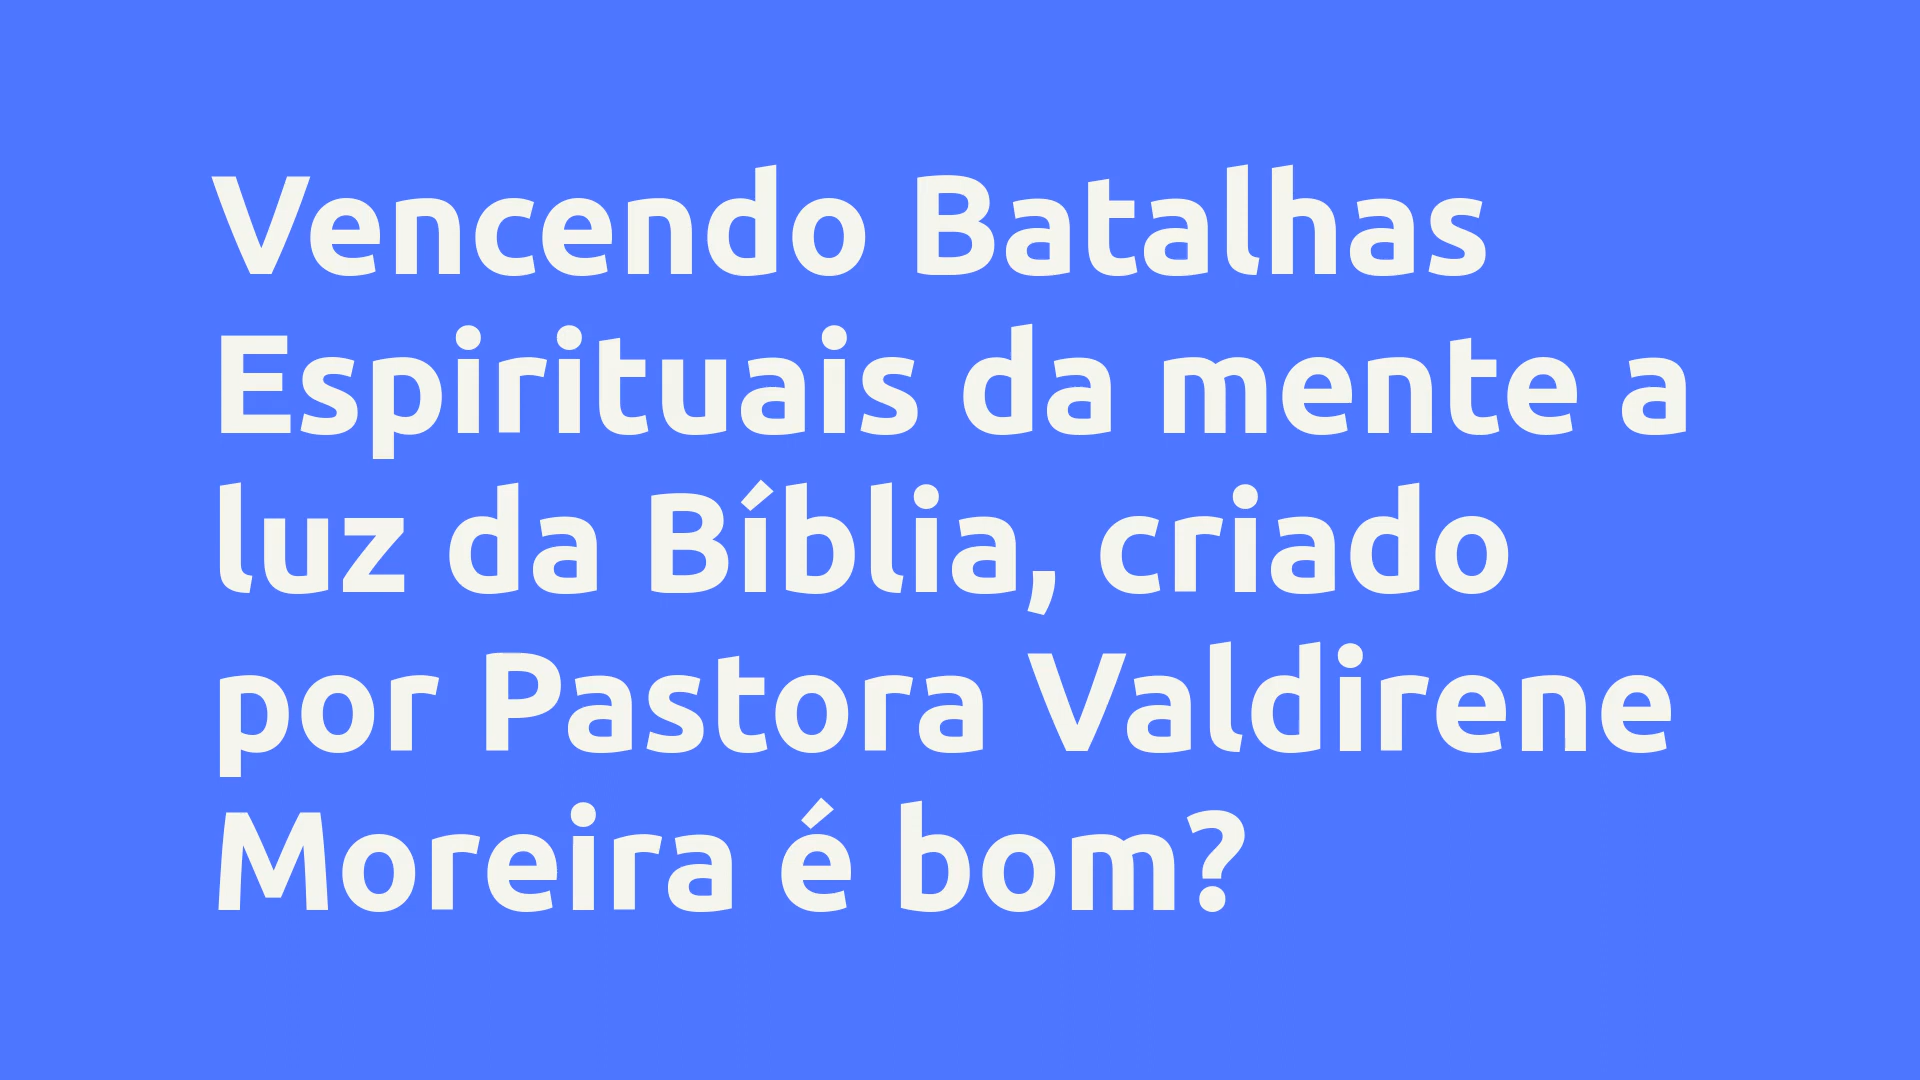 Vencendo Batalhas
Espirituais da mente a
luz da Bíblia, criado
por Pastora Valdirene
Moreira é bom?